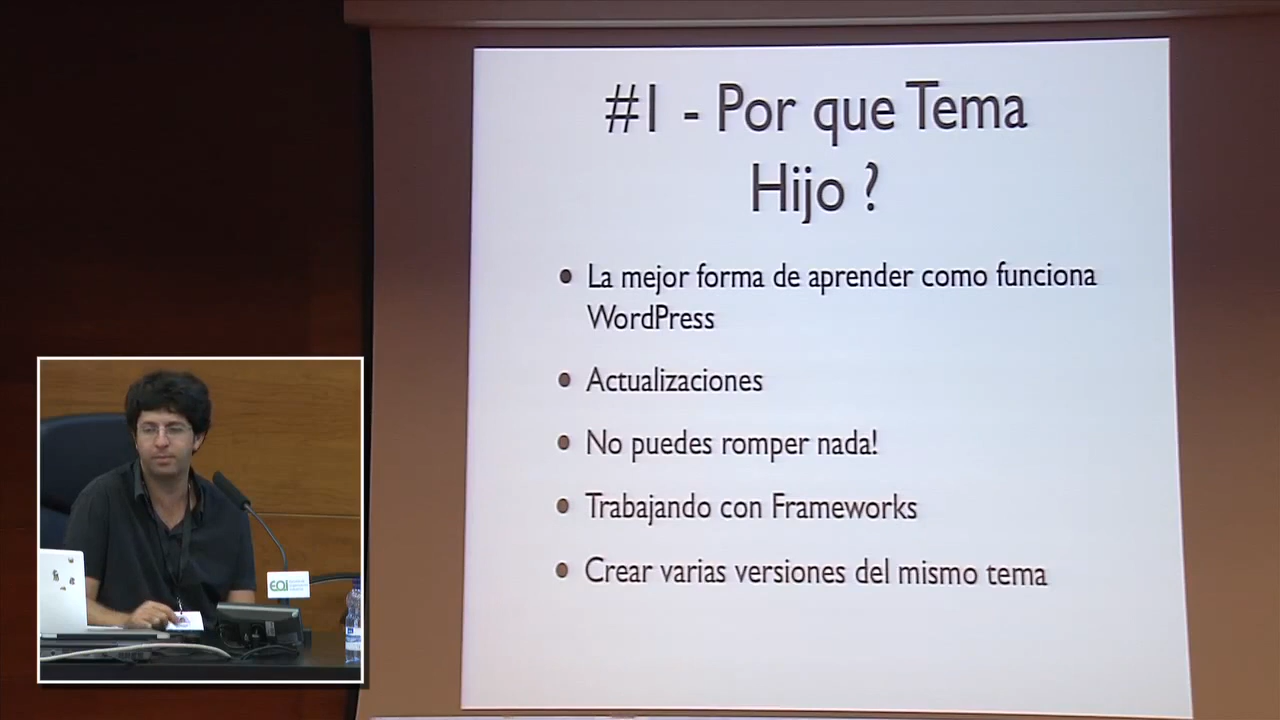 #1 - Por que Tema
Hijo ?
• La mejor forma de aprender como funciona
WordPress
• Actualizaciones
• No puedes romper nada!
• Trabajando con Frameworks
• Crear varias versiones del mismo tema
EOI